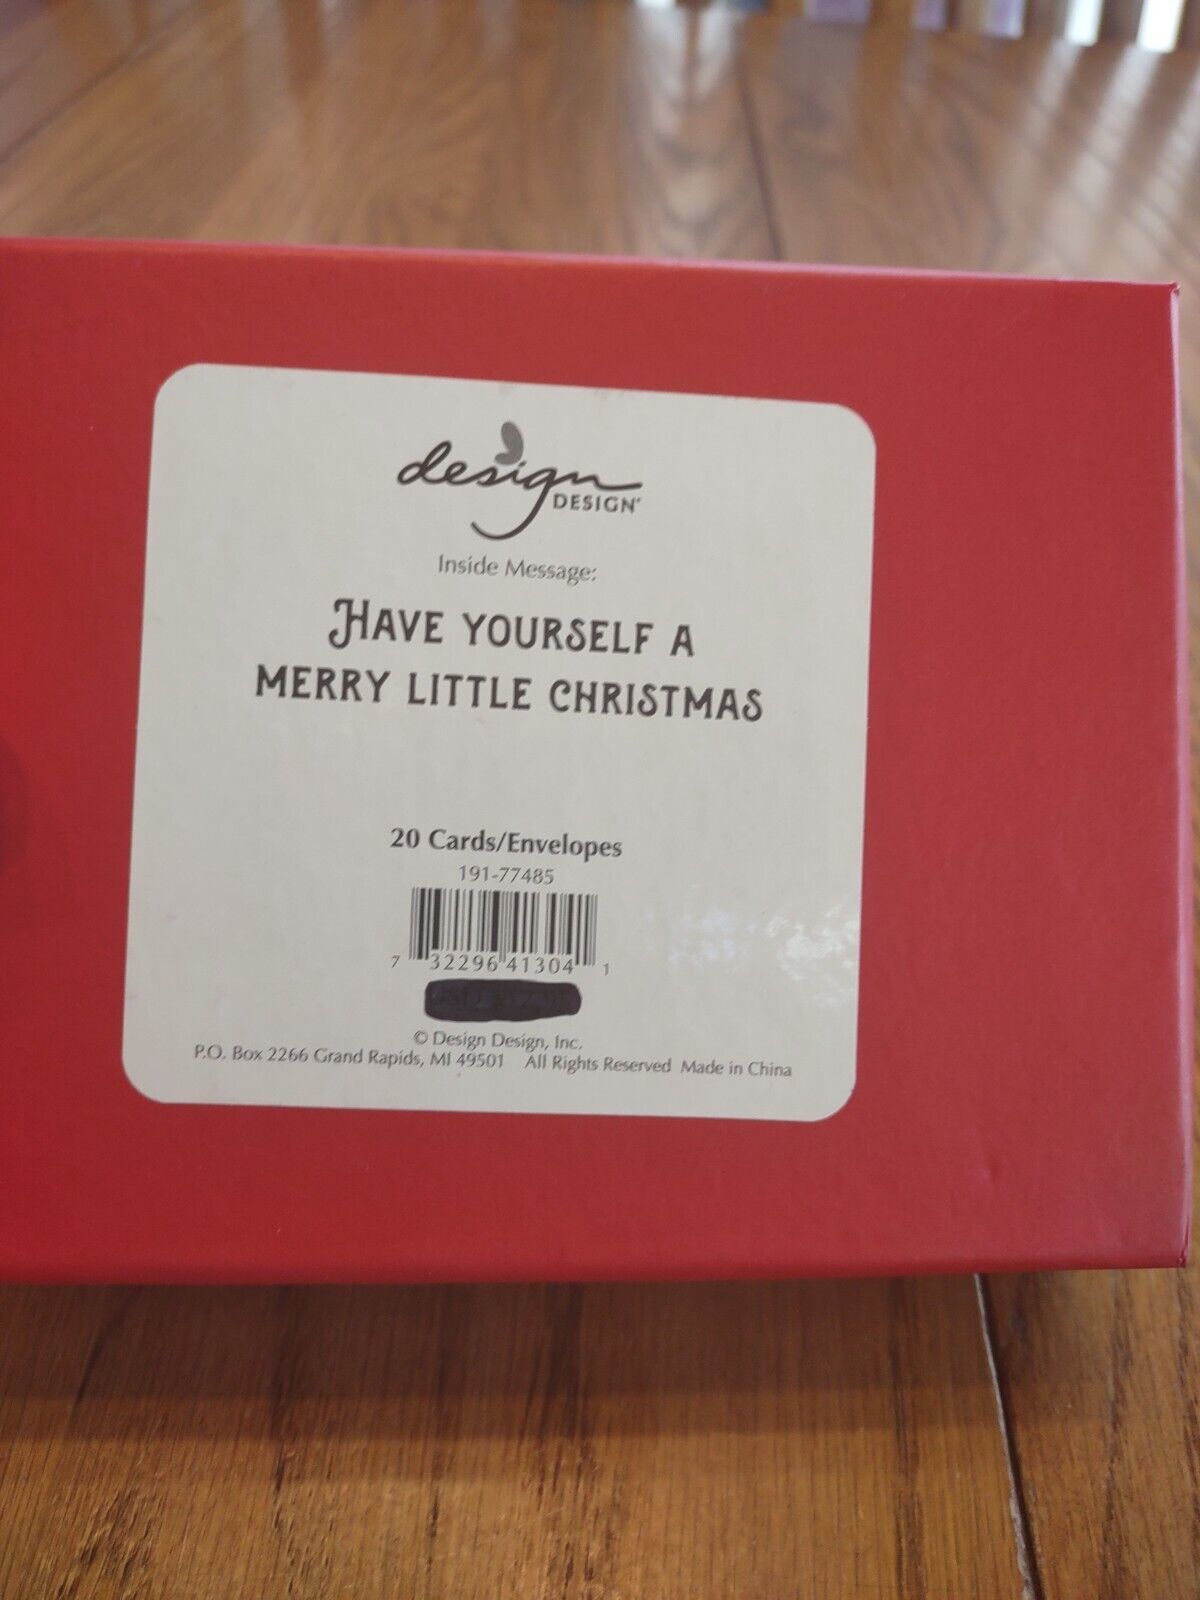 design
DESIGN®
Inside Message:
HAVE YOURSELF A
MERRY LITTLE CHRISTMAS
20 Cards/Envelopes
191-77485
7 32296 41304 1
© Design Design, Inc.
P.O. Box 2266 Grand Rapids, MI 49501 All Rights Reserved Made in China